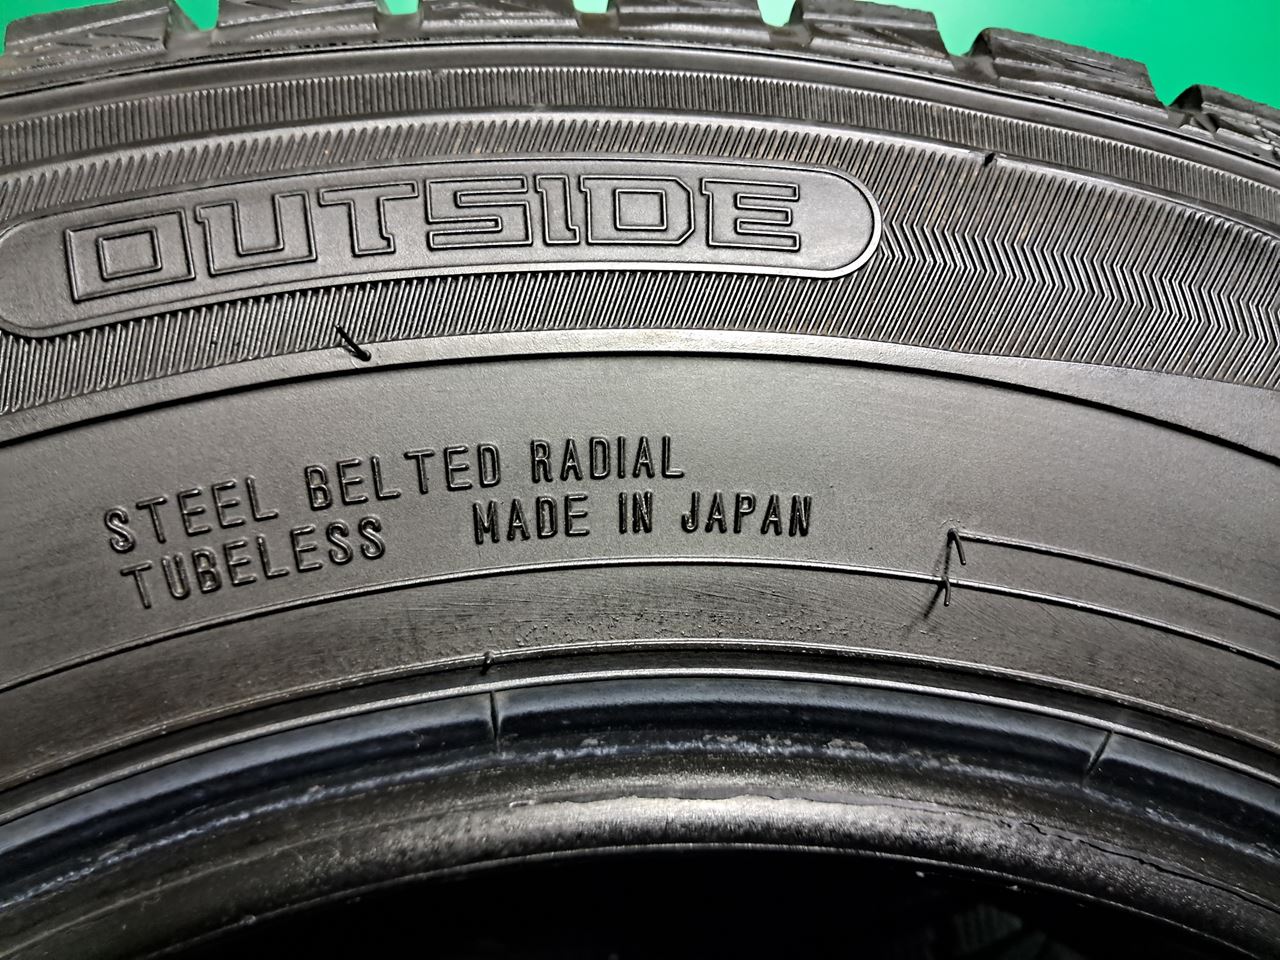 OUTSIDE
STEEL BELTED RADIAL
TUBELESS MADE IN JAPAN